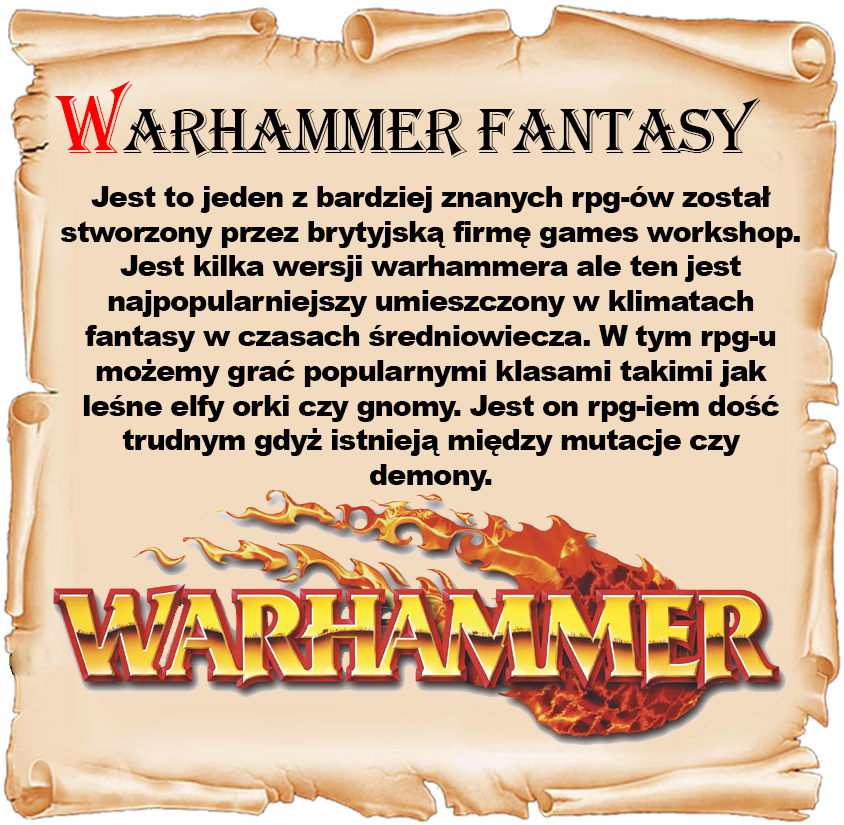 Warhammer Fantasy
Jest to jeden z bardziej znanych rpg-ów został
stworzony przez brytyjską firmę games workshop.
Jest kilka wersji warhammera ale ten jest
najpopularniejszy umieszczony w klimatach
fantasy w czasach średniowiecza. W tym rpg-u
możemy grać popularnymi klasami takimi jak
leśne elfy orki czy gnomy. Jest on rpg-iem dość
trudnym gdyż istnieją między mutacje czy
demony.
WARHAMMER